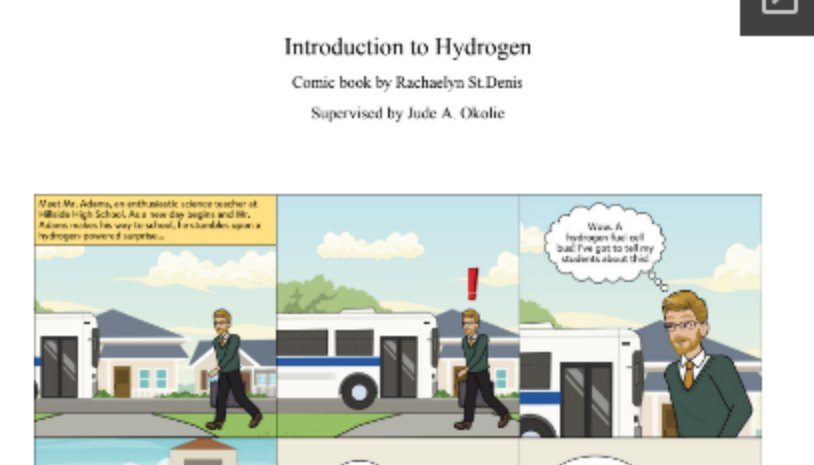 Introduction to Hydrogen
Comic book by Rachaelyn St.Denis
Supervised by Jude A. Okolie
Meet Mr. Adams, an enthusiastic science teacher at
Hillside High School. As a new day begins and Mr.
Adams makes his way to school, he stumbles upon a
hydrogen-powered surprise...
!
Wow. A
hydrogen fuel cell
bus! I've got to tell my
students about this!